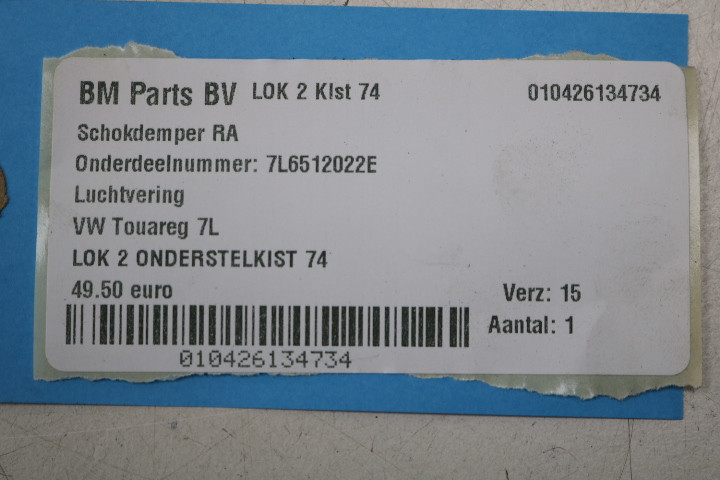 BM Parts BV LOK 2 KIst 74 010426134734
Schokdemper RA
Onderdeelnummer: 7L6512022E
Luchtvering
VW Touareg 7L
LOK 2 ONDERSTELKIST 74
49.50 euro Verz: 15
Aantal: 1
010426134734